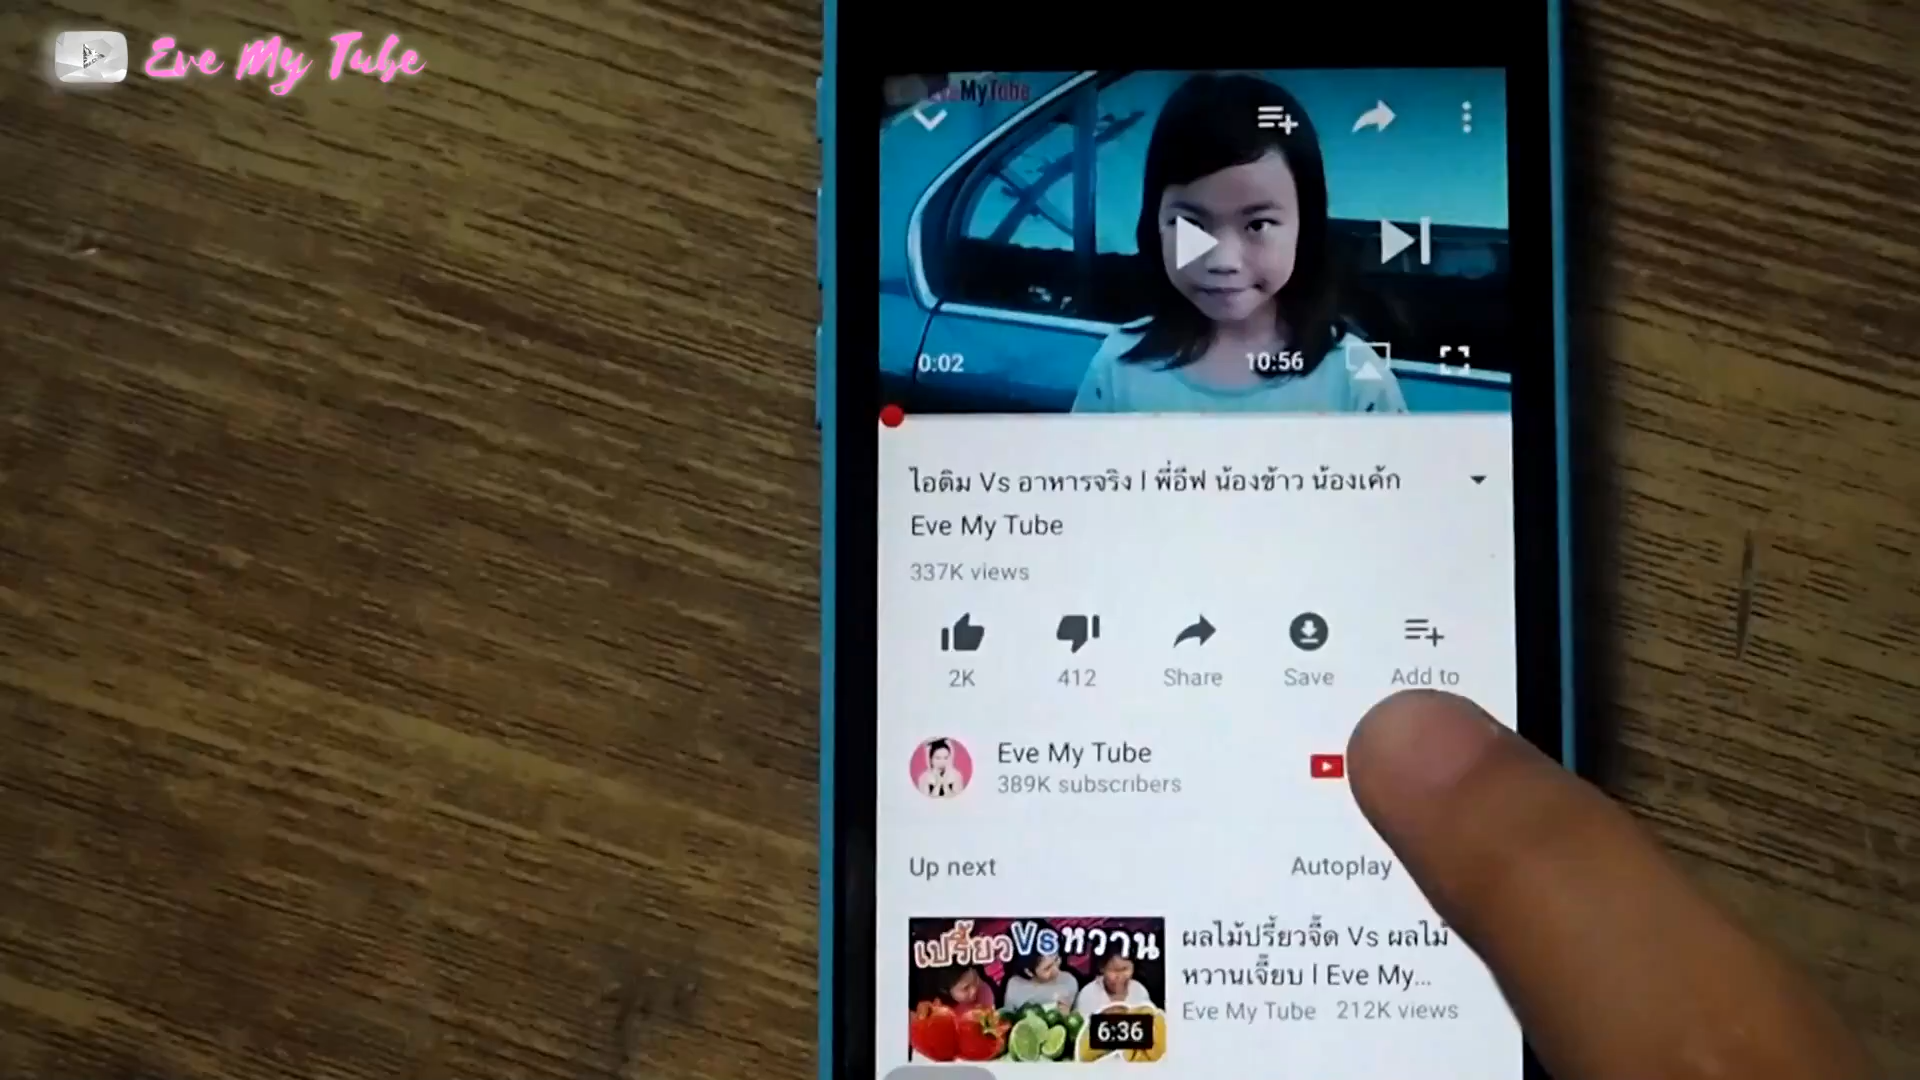 Eve My Tube
EveMyTube
0:02
10:56
ไอติม Vs อาหารจริง l พี่อีฟ น้องข้าว น้องเค้ก
Eve My Tube
337K views
2K
412
Share
Save
Add to
Eve My Tube
389K subscribers
Up next
Autoplay
เปรี้ยวVsหวาน
6:36
ผลไม้ปรี้ยวจี๊ด Vs ผลไม้
หวานเจี๊ยบ l Eve My...
Eve My Tube 212K views